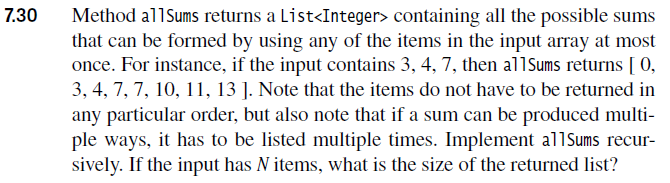 7.30 Method allSums returns a List<Integer> containing all the possible sums
that can be formed by using any of the items in the input array at most
once. For instance, if the input contains 3, 4, 7, then allSums returns [ 0,
3, 4, 7, 7, 10, 11, 13 ]. Note that the items do not have to be returned in
any particular order, but also note that if a sum can be produced multi-
ple ways, it has to be listed multiple times. Implement allSums recur-
sively. If the input has N items, what is the size of the returned list?